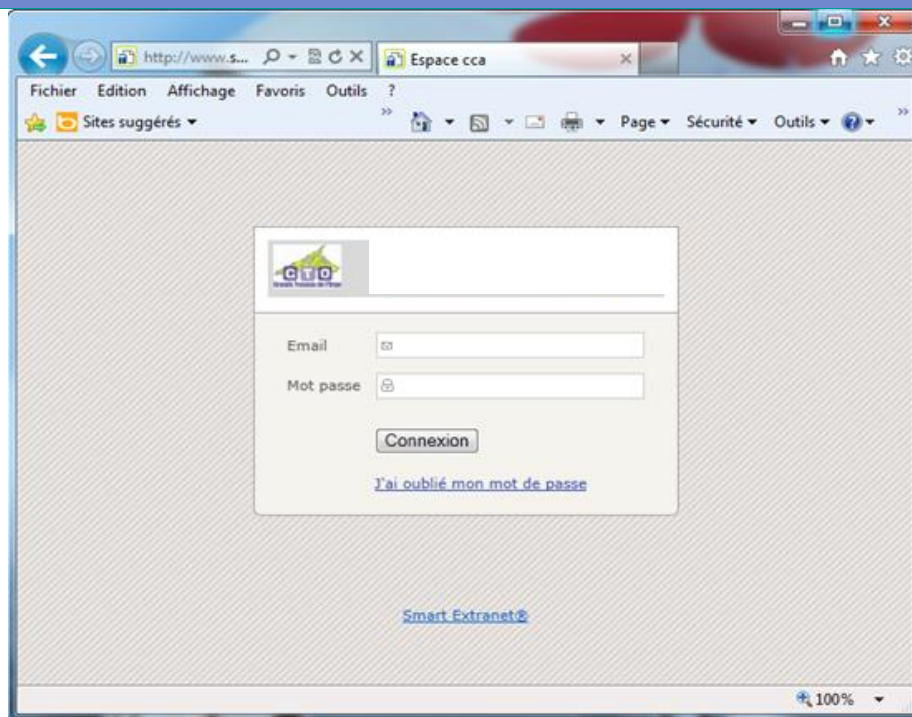 http://www.s...
Espace cca
Fichier Edition Affichage Favoris Outils ?
Sites suggérés
Page Sécurité Outils
CTO
Email
Mot passe
Connexion
J'ai oublié mon mot de passe
Smart Extranet®
100%